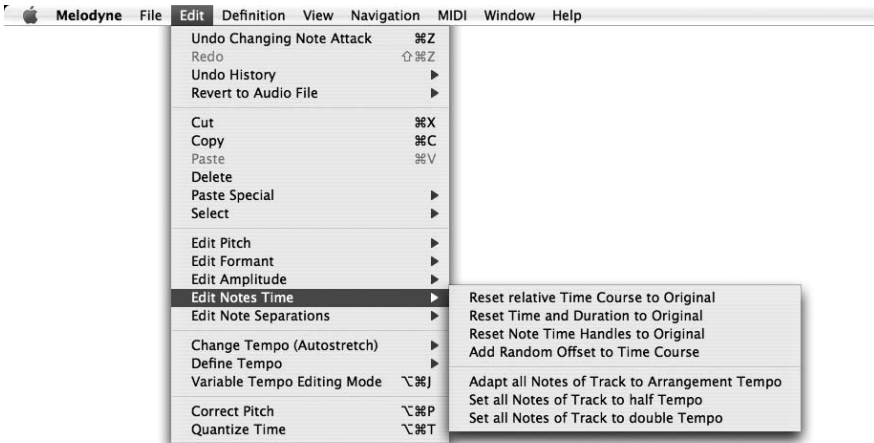 Melodyne File Edit Definition View Navigation MIDI Window Help
Undo Changing Note Attack ⌘Z
Redo ⇧⌘Z
Undo History
Revert to Audio File
Cut ⌘X
Copy ⌘C
Paste ⌘V
Delete
Paste Special
Select
Edit Pitch
Edit Formant
Edit Amplitude
Edit Notes Time
Edit Note Separations
Change Tempo (Autostretch)
Define Tempo
Variable Tempo Editing Mode ⌥⌘J
Correct Pitch ⌥⌘P
Quantize Time ⌥⌘T
Reset relative Time Course to Original
Reset Time and Duration to Original
Reset Note Time Handles to Original
Add Random Offset to Time Course
Adapt all Notes of Track to Arrangement Tempo
Set all Notes of Track to half Tempo
Set all Notes of Track to double Tempo